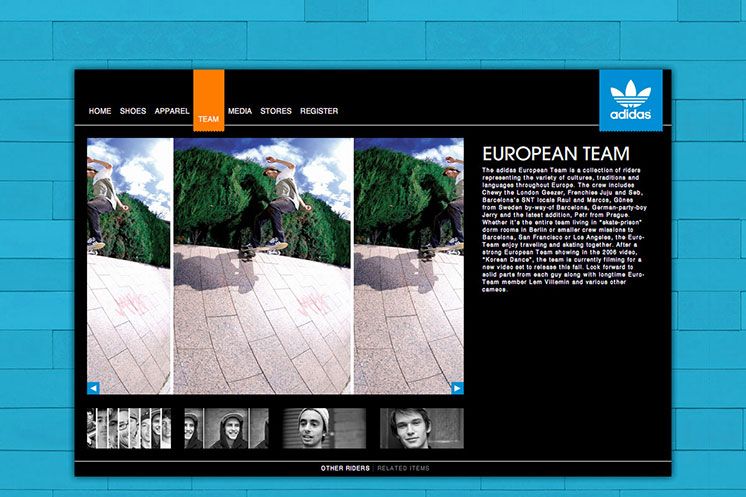 HOME SHOES APPAREL TEAM MEDIA STORES REGISTER
adidas
EUROPEAN TEAM
The adidas European Team is a collection of riders
representing the variety of cultures, traditions and
languages throughout Europe. The crew includes
Chewy the London Geezer, Frenchies Juju and Seb,
Barcelona's SNT locals Raul and Marcos, Günes
from Sweden by-way-of Barcelona, German-party-boy
Jerry and the latest addition, Petr from Prague.
Whether it's the entire team living in "skate-prison"
dorm rooms in Berlin or smaller crew missions to
Barcelona, San Francisco or Los Angeles, the Euro-
Team enjoy traveling and skating together. After a
strong European Team showing in the 2006 video,
"Korean Dance", the team is currently filming for a
new video set to release this fall. Look forward to
solid parts from each guy along with longtime Euro-
Team member Lem Villemin and various other
cameos.
OTHER RIDERS | RELATED ITEMS